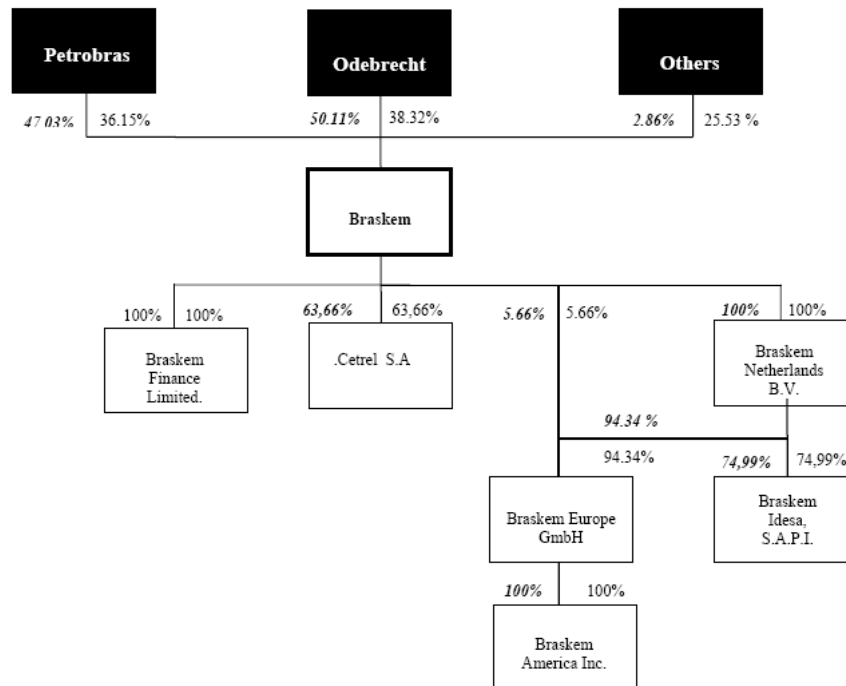 Petrobras
Odebrecht
Others
47.03% 36.15%
50.11% 38.32%
2.86% 25.53 %
Braskem
100% 100%
63,66% 63,66%
5.66% 5.66%
100% 100%
Braskem
Finance
Limited.
.Cetrel S.A
Braskem
Netherlands
B.V.
94.34 %
94.34%
74,99% 74,99%
Braskem Europe
GmbH
Braskem
Idesa,
S.A.P.I.
100% 100%
Braskem
America Inc.